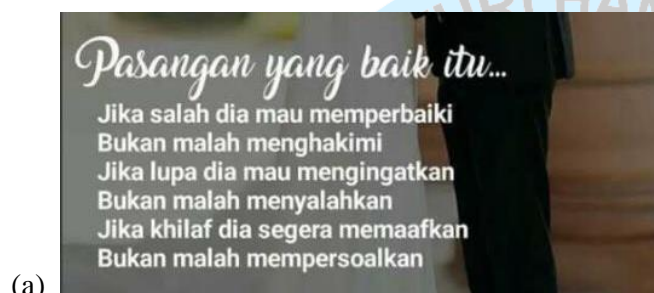 Pasangan yang baik itu...
Jika salah dia mau memperbaiki
Bukan malah menghakimi
Jika lupa dia mau mengingatkan
Bukan malah menyalahkan
Jika khilaf dia segera memaafkan
Bukan malah mempersoalkan
(a)